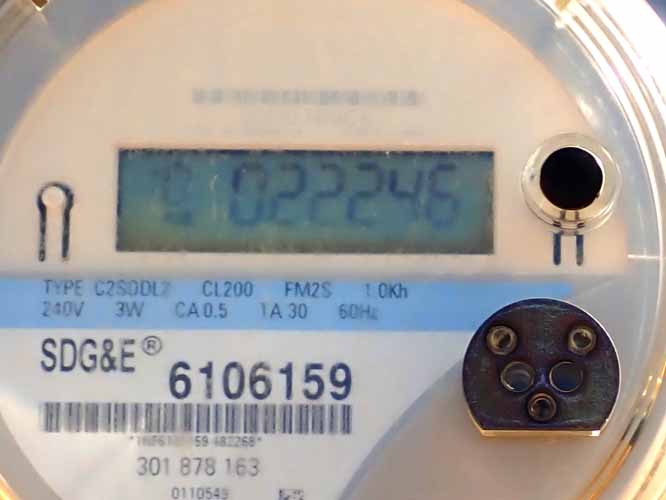 022246
TYPE C2SODL2 CL200 FM2S 1.0Kh
240V 3W CA 0.5 TA 30 60Hz
SDG&E®
6106159
301 878 163
0110549